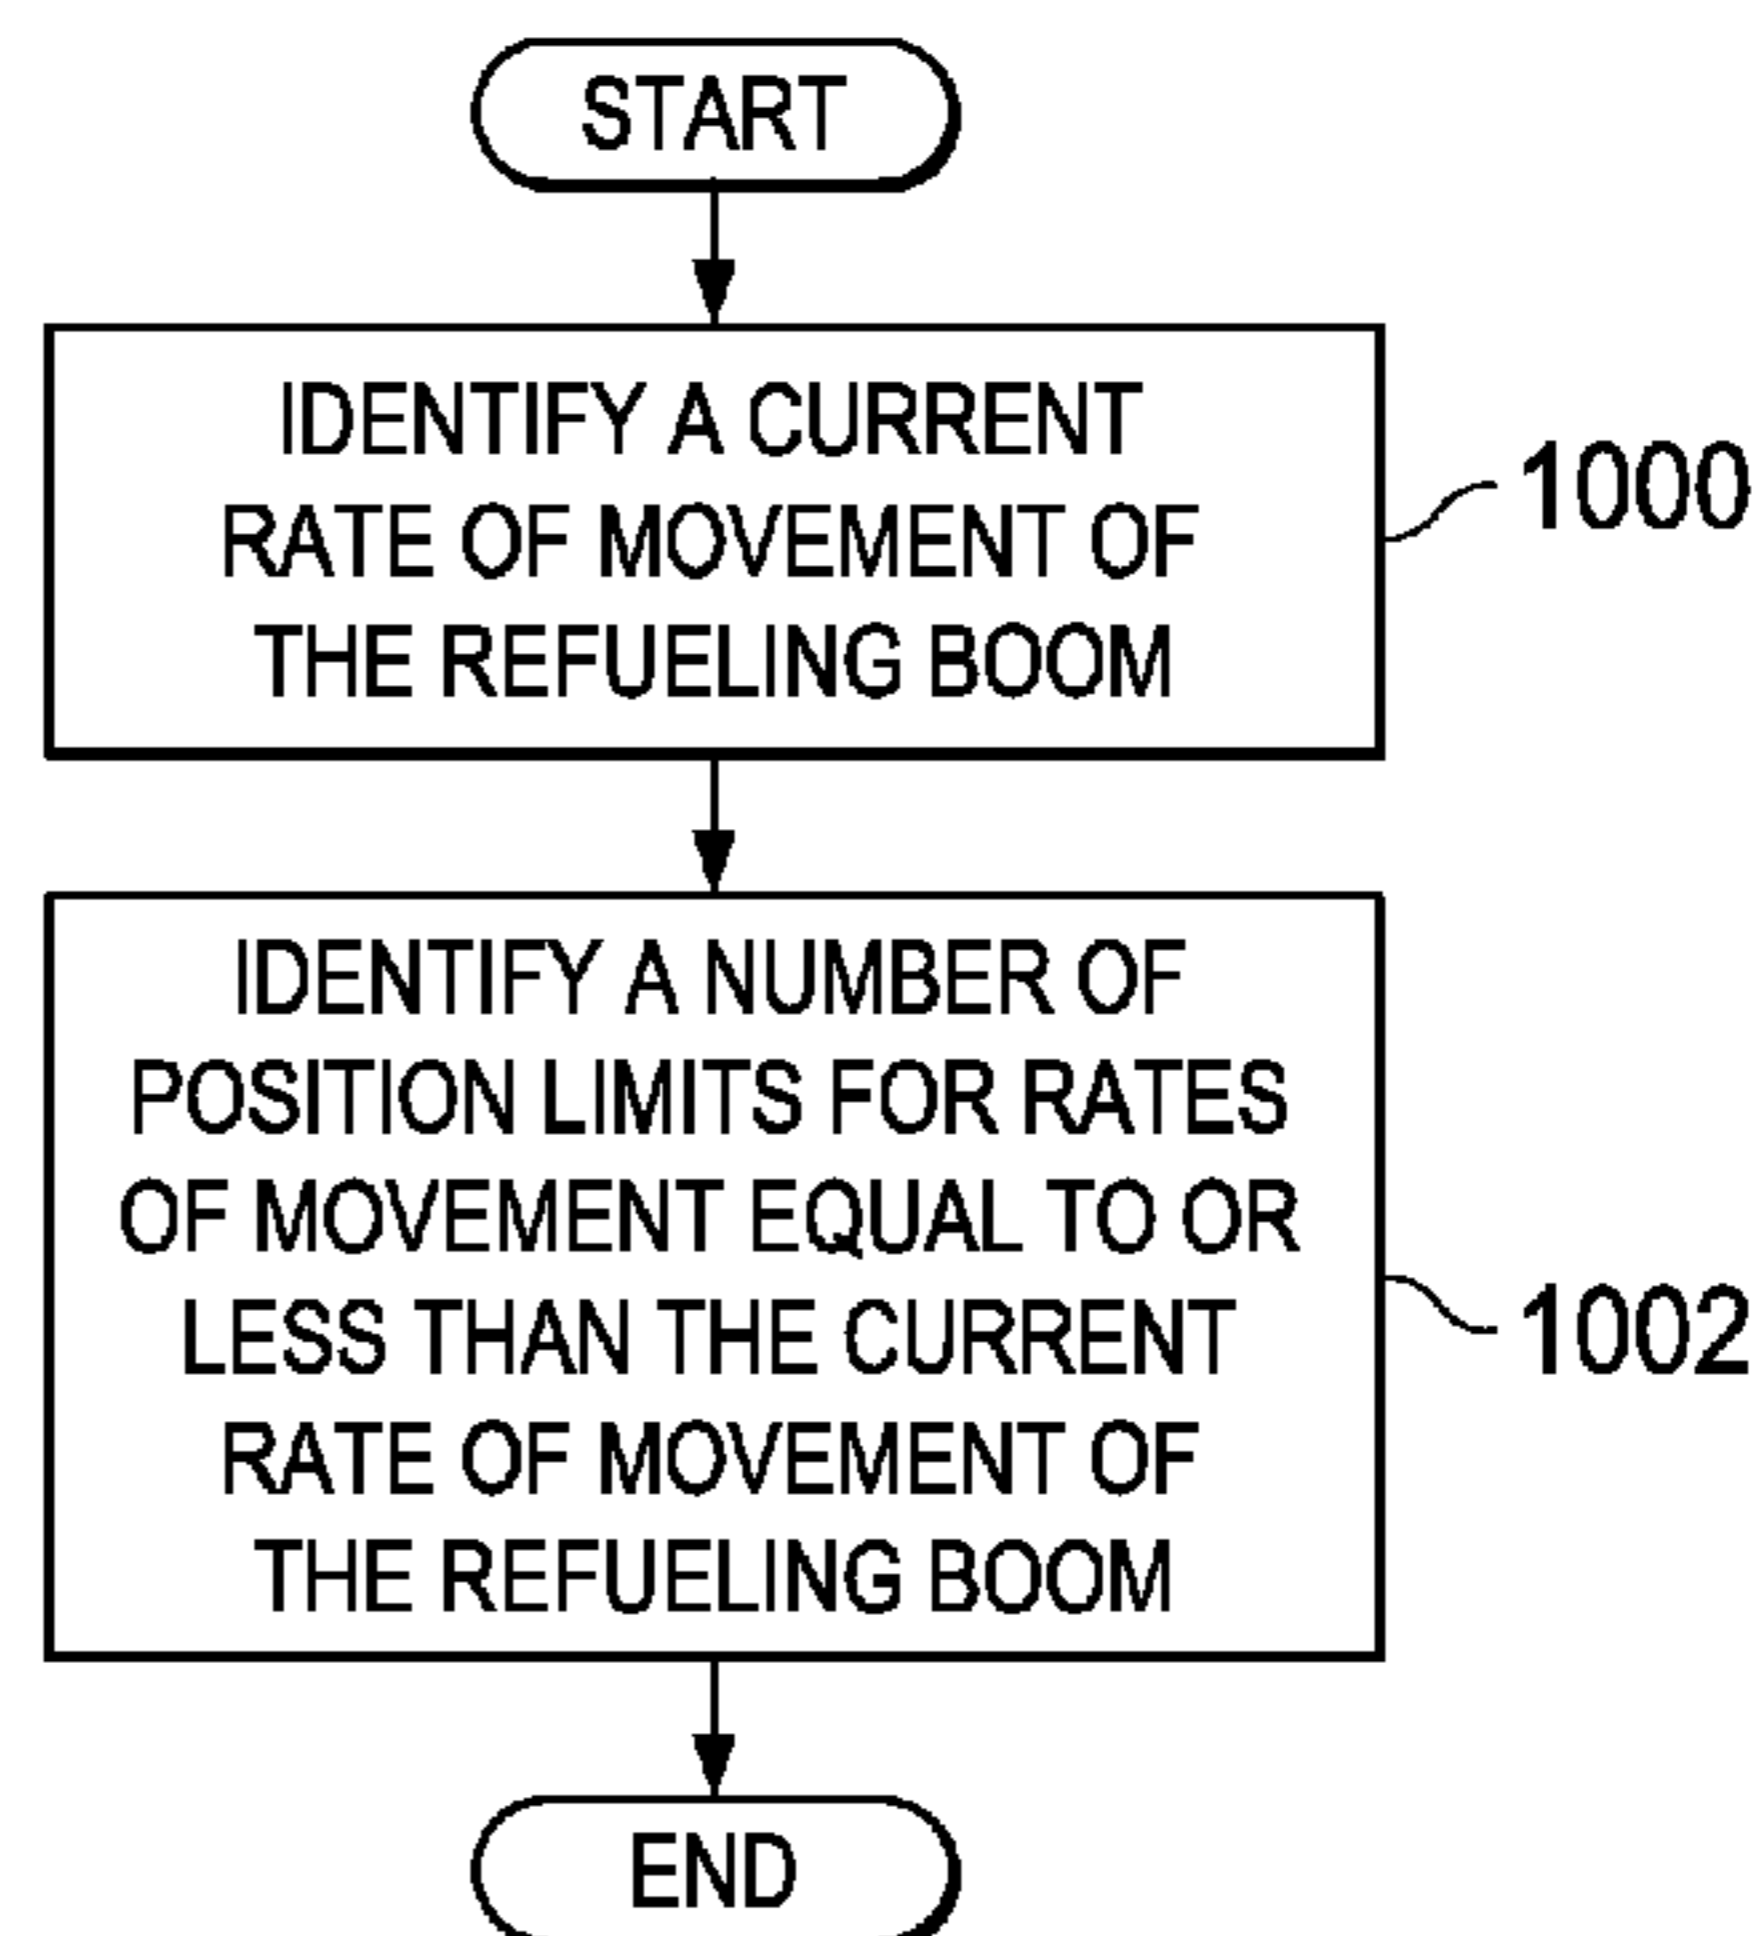 START
IDENTIFY A CURRENT
RATE OF MOVEMENT OF
THE REFUELING BOOM
1000
IDENTIFY A NUMBER OF
POSITION LIMITS FOR RATES
OF MOVEMENT EQUAL TO OR
LESS THAN THE CURRENT
RATE OF MOVEMENT OF
THE REFUELING BOOM
1002
END